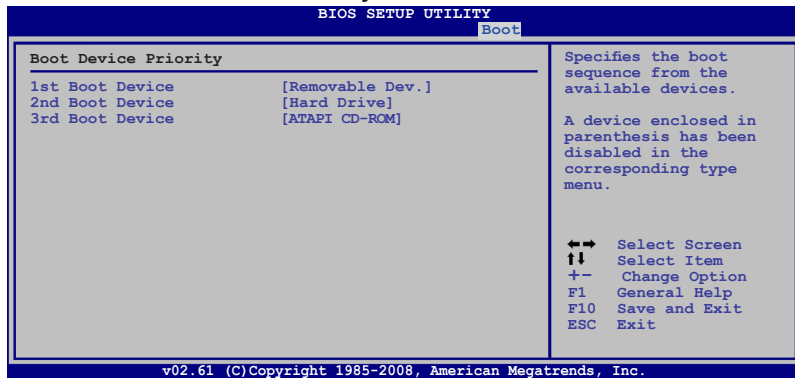 BIOS SETUP UTILITY
Boot
Boot Device Priority
1st Boot Device [Removable Dev.]
2nd Boot Device [Hard Drive]
3rd Boot Device [ATAPI CD-ROM]
Specifies the boot
sequence from the
available devices.
A device enclosed in
parenthesis has been
disabled in the
corresponding type
menu.
←→ Select Screen
↑↓ Select Item
+- Change Option
F1 General Help
F10 Save and Exit
ESC Exit
v02.61 (C)Copyright 1985-2008, American Megatrends, Inc.